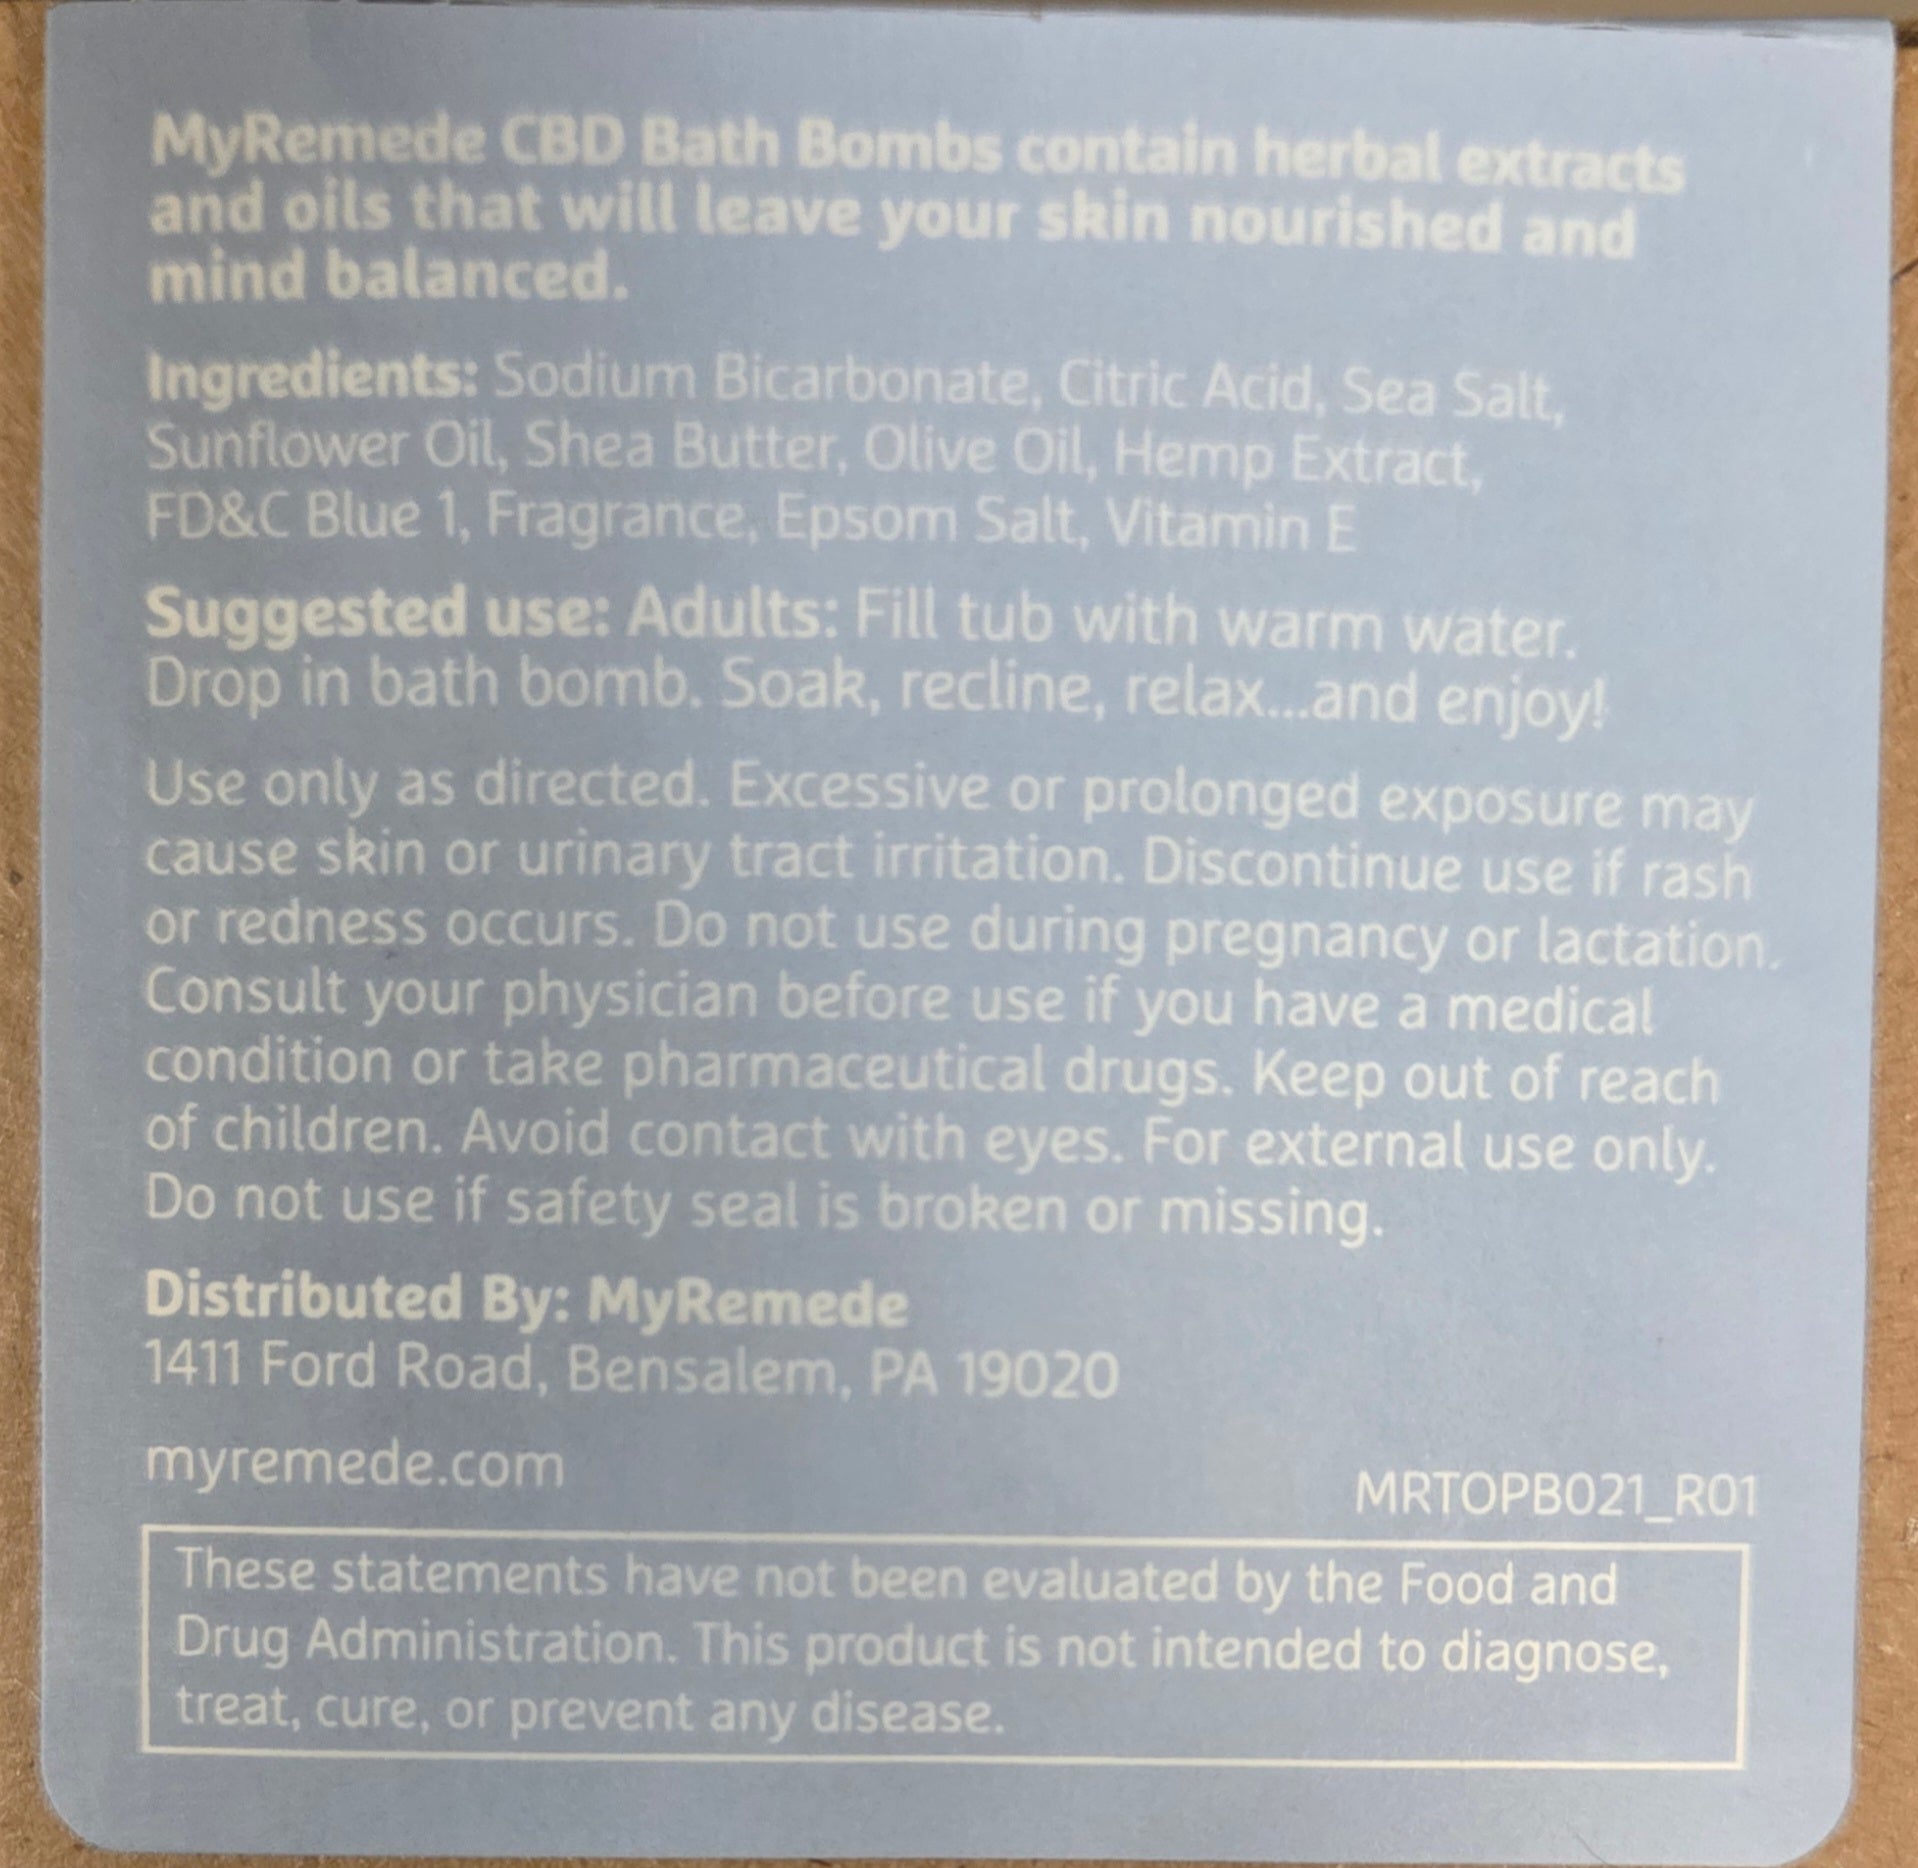 MyRemede CBD Bath Bombs contain herbal extracts
and oils that will leave your skin nourished and
mind balanced.
Ingredients: Sodium Bicarbonate, Citric Acid, Sea Salt,
Sunflower Oil, Shea Butter, Olive Oil, Hemp Extract,
FD&C Blue 1, Fragrance, Epsom Salt, Vitamin E
Suggested use: Adults: Fill tub with warm water.
Drop in bath bomb. Soak, recline, relax...and enjoy!
Use only as directed. Excessive or prolonged exposure may
cause skin or urinary tract irritation. Discontinue use if rash
or redness occurs. Do not use during pregnancy or lactation.
Consult your physician before use if you have a medical
condition or take pharmaceutical drugs. Keep out of reach
of children. Avoid contact with eyes. For external use only.
Do not use if safety seal is broken or missing.
Distributed By: MyRemede
1411 Ford Road, Bensalem, PA 19020
myremede.com
MRTOPB021_R01
These statements have not been evaluated by the Food and
Drug Administration. This product is not intended to diagnose,
treat, cure, or prevent any disease.